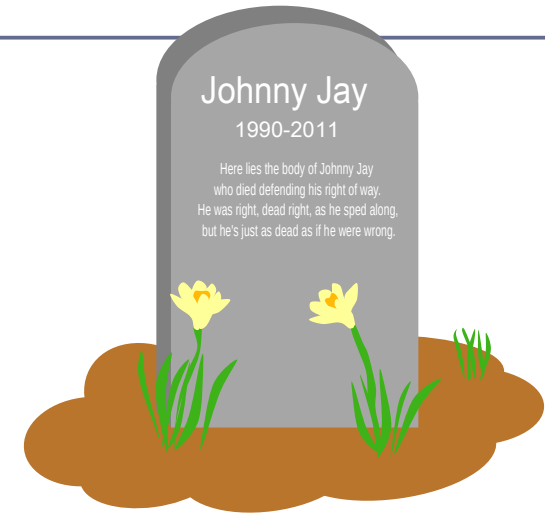 Johnny Jay
1990-2011
Here lies the body of Johnny Jay
who died defending his right of way.
He was right, dead right, as he sped along,
but he's just as dead as if he were wrong.